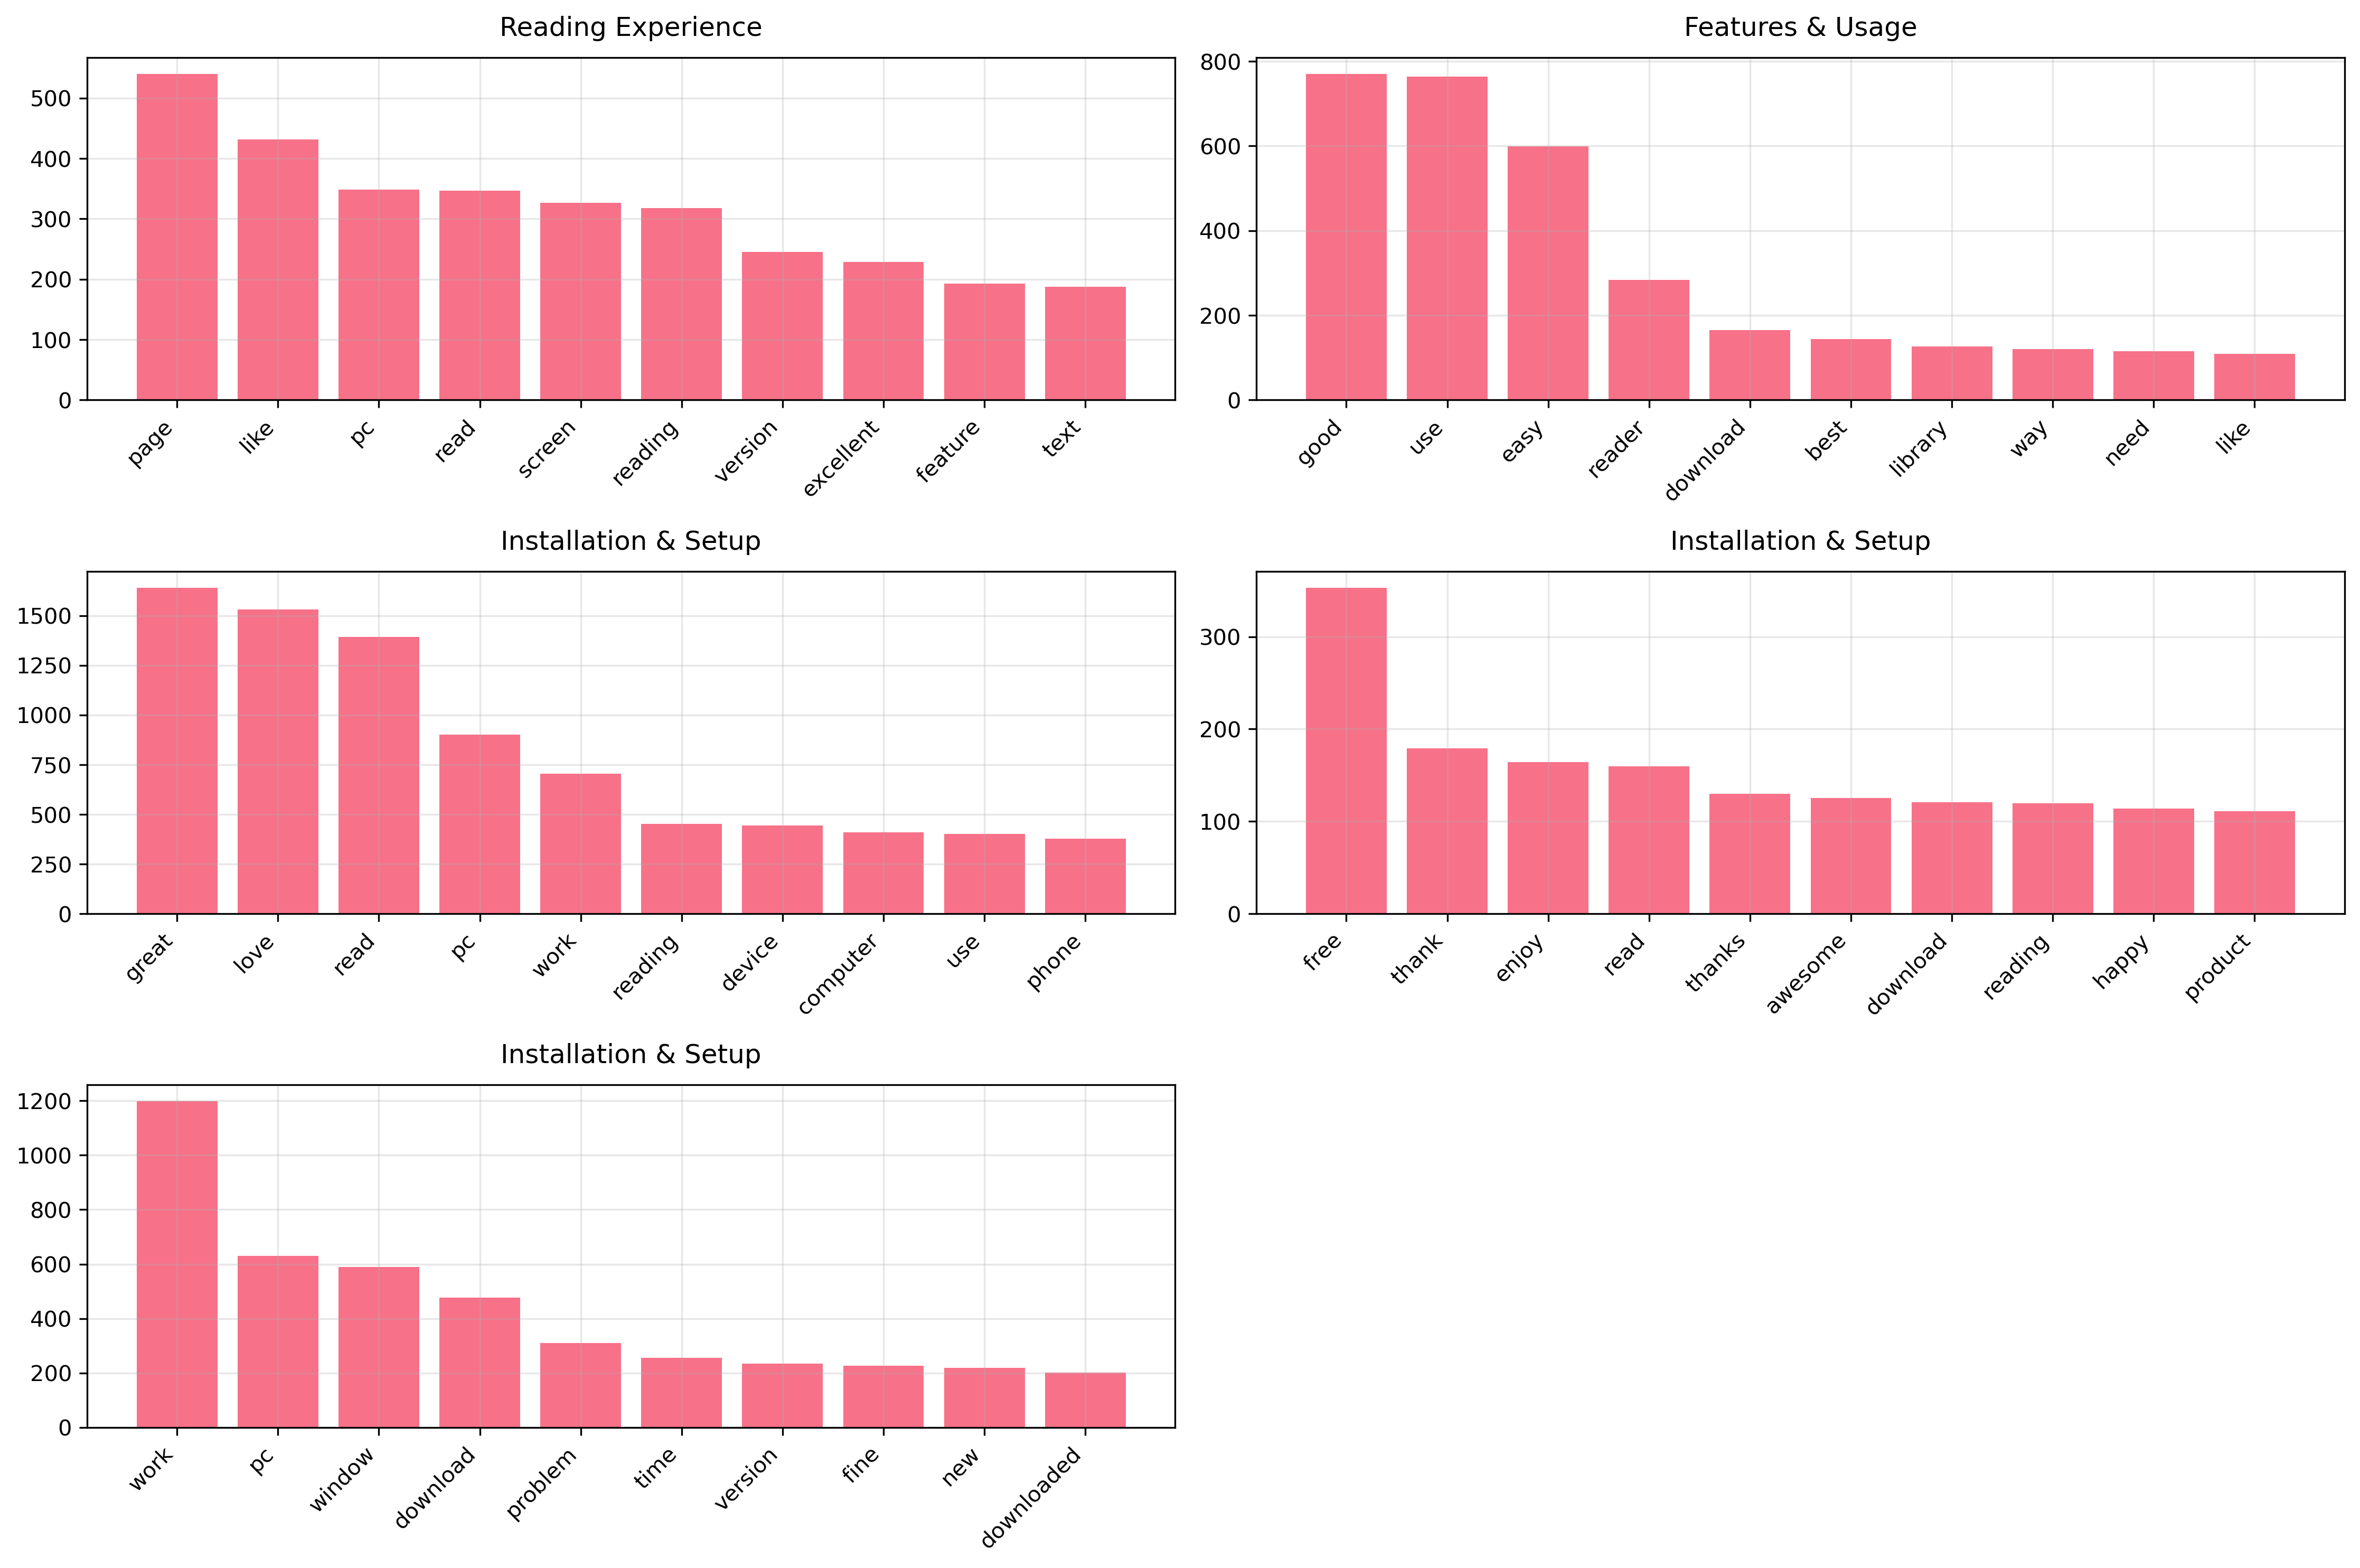 Reading Experience
500
400
300
200
100
0
page like pc read screen reading version excellent feature text
Features & Usage
800
600
400
200
0
good use easy reader download best library way need like
Installation & Setup
1500
1250
1000
750
500
250
0
great love read pc work reading device computer use phone
Installation & Setup
300
200
100
0
free thank enjoy read thanks awesome download reading happy product
Installation & Setup
1200
1000
800
600
400
200
0
work pc window download problem time version fine new downloaded